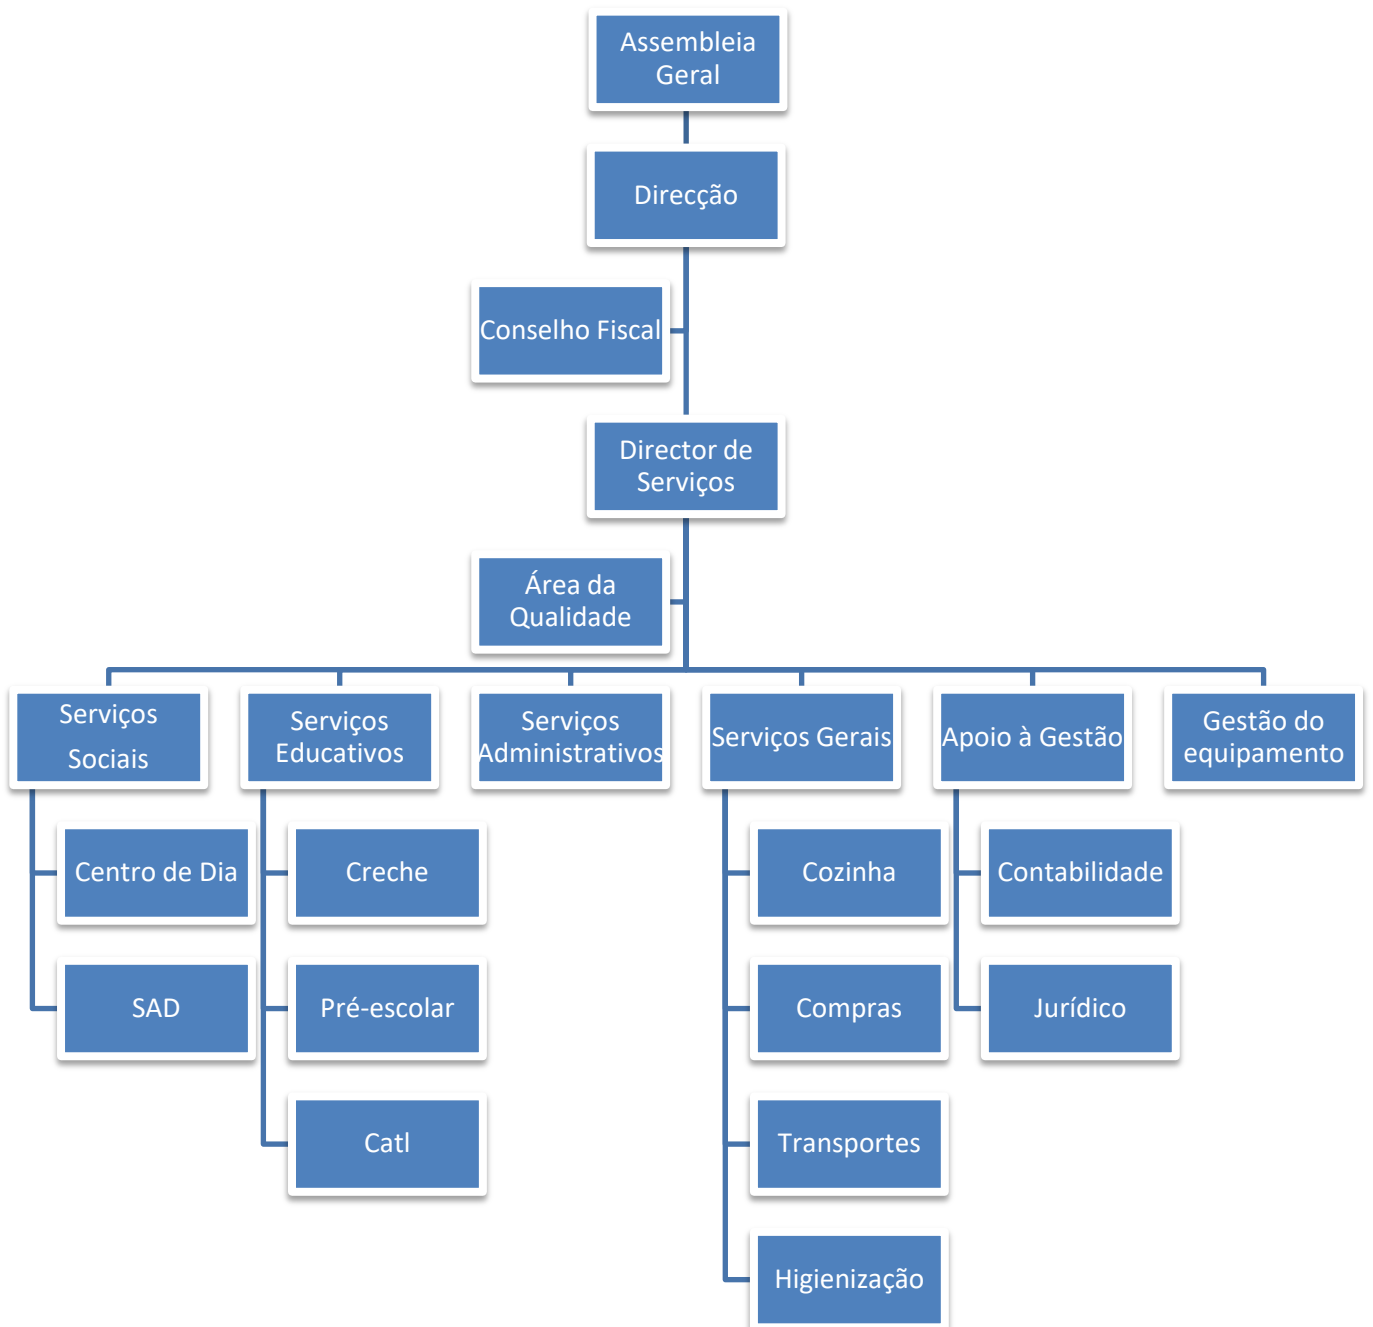 Assembleia
Geral
Direcção
Conselho Fiscal
Director de
Serviços
Área da
Qualidade
Serviços
Sociais
Serviços
Educativos
Serviços
Administrativos
Serviços Gerais
Apoio à Gestão
Gestão do
equipamento
Centro de Dia
Creche
Cozinha
Contabilidade
SAD
Pré-escolar
Compras
Jurídico
Catl
Transportes
Higienização